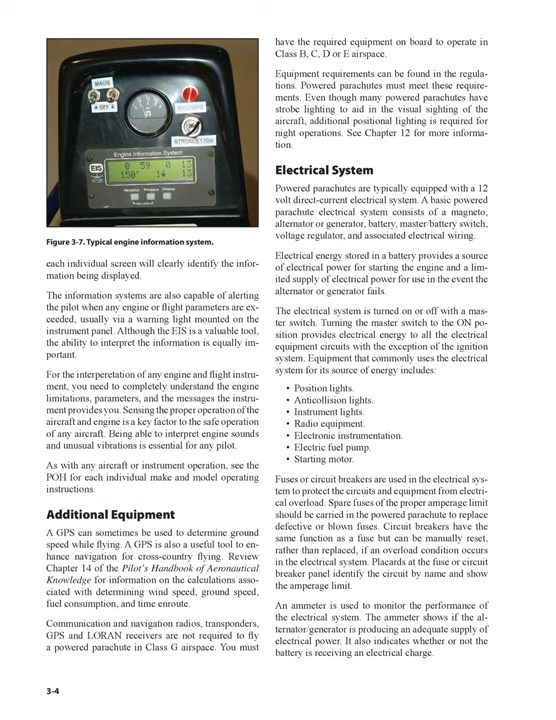 MAGS
OFF
STROBES IGN
Engine Information System
EIS
0 59 0 13
150' 1 13
Next/Ack Previous Display
Figure 3-7. Typical engine information system.
each individual screen will clearly identify the infor-
mation being displayed.
The information systems are also capable of alerting
the pilot when any engine or flight parameters are ex-
ceeded, usually via a warning light mounted on the
instrument panel. Although the EIS is a valuable tool,
the ability to interpret the information is equally im-
portant.
For the interperetation of any engine and flight instru-
ment, you need to completely understand the engine
limitations, parameters, and the messages the instru-
ment provides you. Sensing the proper operation of the
aircraft and engine is a key factor to the safe operation
of any aircraft. Being able to interpret engine sounds
and unusual vibrations is essential for any pilot.
As with any aircraft or instrument operation, see the
POH for each individual make and model operating
instructions.
Additional Equipment
A GPS can sometimes be used to determine ground
speed while flying. A GPS is also a useful tool to en-
hance navigation for cross-country flying. Review
Chapter 14 of the Pilot's Handbook of Aeronautical
Knowledge for information on the calculations asso-
ciated with determining wind speed, ground speed,
fuel consumption, and time enroute.
Communication and navigation radios, transponders,
GPS and LORAN receivers are not required to fly
a powered parachute in Class G airspace. You must
have the required equipment on board to operate in
Class B, C, D or E airspace.
Equipment requirements can be found in the regula-
tions. Powered parachutes must meet these require-
ments. Even though many powered parachutes have
strobe lighting to aid in the visual sighting of the
aircraft, additional positional lighting is required for
night operations. See Chapter 12 for more informa-
tion.
Electrical System
Powered parachutes are typically equipped with a 12
volt direct-current electrical system. A basic powered
parachute electrical system consists of a magneto,
alternator or generator, battery, master/battery switch,
voltage regulator, and associated electrical wiring.
Electrical energy stored in a battery provides a source
of electrical power for starting the engine and a lim-
ited supply of electrical power for use in the event the
alternator or generator fails.
The electrical system is turned on or off with a mas-
ter switch. Turning the master switch to the ON po-
sition provides electrical energy to all the electrical
equipment circuits with the exception of the ignition
system. Equipment that commonly uses the electrical
system for its source of energy includes:
• Position lights.
• Anticollision lights.
• Instrument lights.
• Radio equipment.
• Electronic instrumentation.
• Electric fuel pump.
• Starting motor.
Fuses or circuit breakers are used in the electrical sys-
tem to protect the circuits and equipment from electri-
cal overload. Spare fuses of the proper amperage limit
should be carried in the powered parachute to replace
defective or blown fuses. Circuit breakers have the
same function as a fuse but can be manually reset,
rather than replaced, if an overload condition occurs
in the electrical system. Placards at the fuse or circuit
breaker panel identify the circuit by name and show
the amperage limit.
An ammeter is used to monitor the performance of
the electrical system. The ammeter shows if the al-
ternator/generator is producing an adequate supply of
electrical power. It also indicates whether or not the
battery is receiving an electrical charge.
3-4